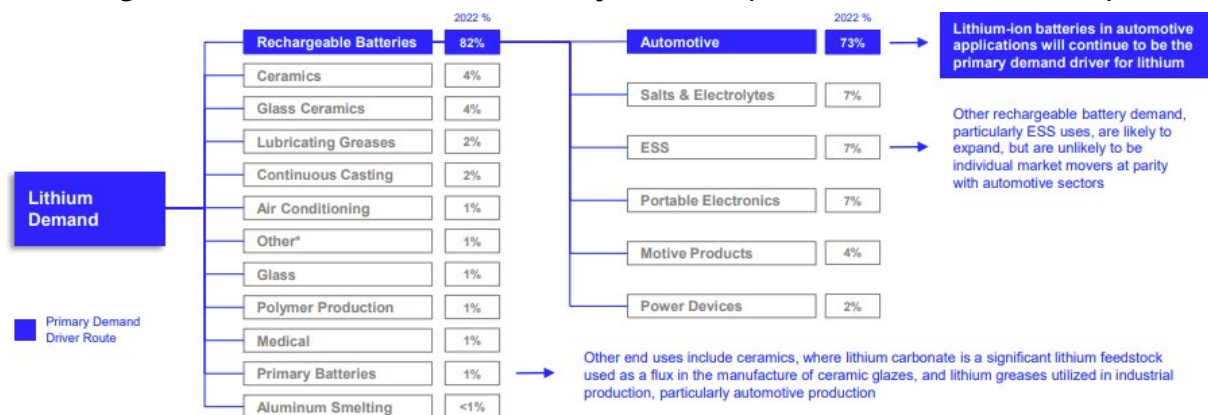 2022 %
2022 %
Rechargeable Batteries 82%
Automotive 73%
Lithium-ion batteries in automotive
applications will continue to be the
primary demand driver for lithium
Ceramics 4%
Glass Ceramics 4%
Lubricating Greases 2%
Continuous Casting 2%
Air Conditioning 1%
Other* 1%
Glass 1%
Polymer Production 1%
Medical 1%
Primary Batteries 1%
Aluminum Smelting <1%
Salts & Electrolytes 7%
ESS 7%
Portable Electronics 7%
Motive Products 4%
Power Devices 2%
Other rechargeable battery demand,
particularly ESS uses, are likely to
expand, but are unlikely to be
individual market movers at parity
with automotive sectors
Lithium
Demand
Primary Demand
Driver Route
Other end uses include ceramics, where lithium carbonate is a significant lithium feedstock
used as a flux in the manufacture of ceramic glazes, and lithium greases utilized in industrial
production, particularly automotive production